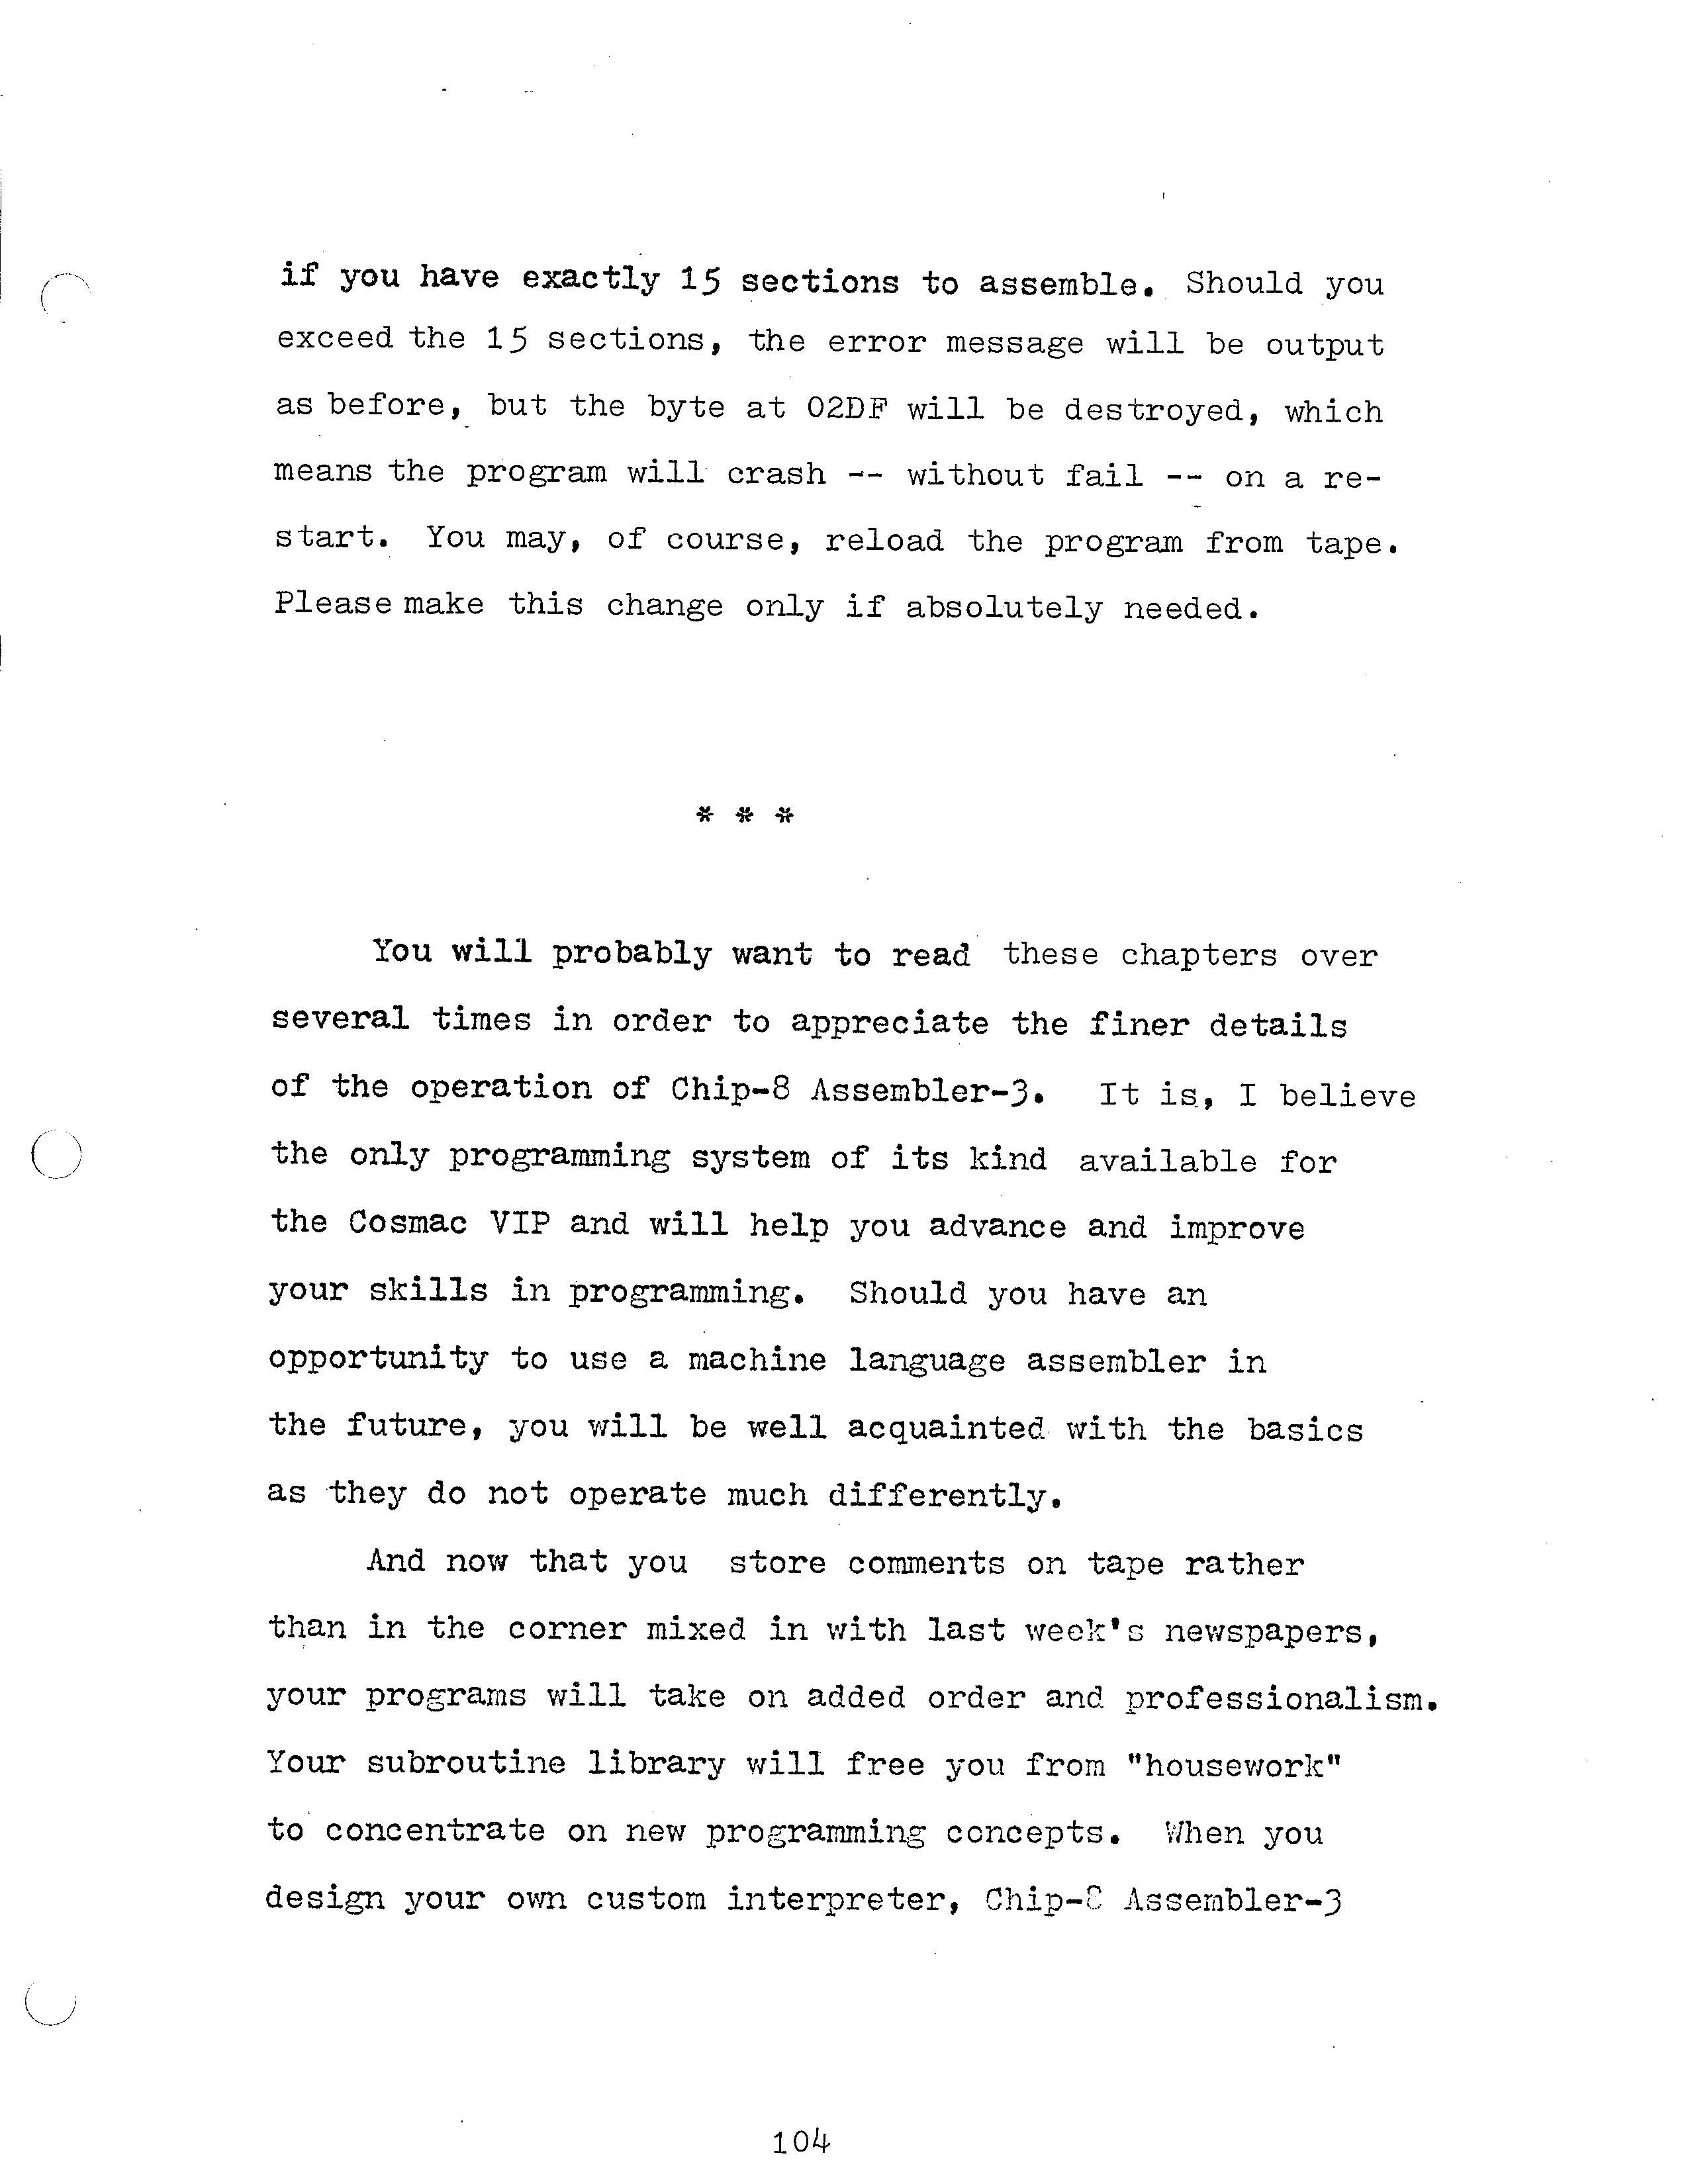 if you have exactly 15 sections to assemble. Should you
exceed the 15 sections, the error message will be output
as before, but the byte at 02DF will be destroyed, which
means the program will crash -- without fail -- on a re-
start. You may, of course, reload the program from tape.
Please make this change only if absolutely needed.
* * *
You will probably want to read these chapters over
several times in order to appreciate the finer details
of the operation of Chip-8 Assembler-3. It is, I believe
the only programming system of its kind available for
the Cosmac VIP and will help you advance and improve
your skills in programming. Should you have an
opportunity to use a machine language assembler in
the future, you will be well acquainted with the basics
as they do not operate much differently.
And now that you store comments on tape rather
than in the corner mixed in with last week's newspapers,
your programs will take on added order and professionalism.
Your subroutine library will free you from "housework"
to concentrate on new programming concepts. When you
design your own custom interpreter, Chip-8 Assembler-3
104